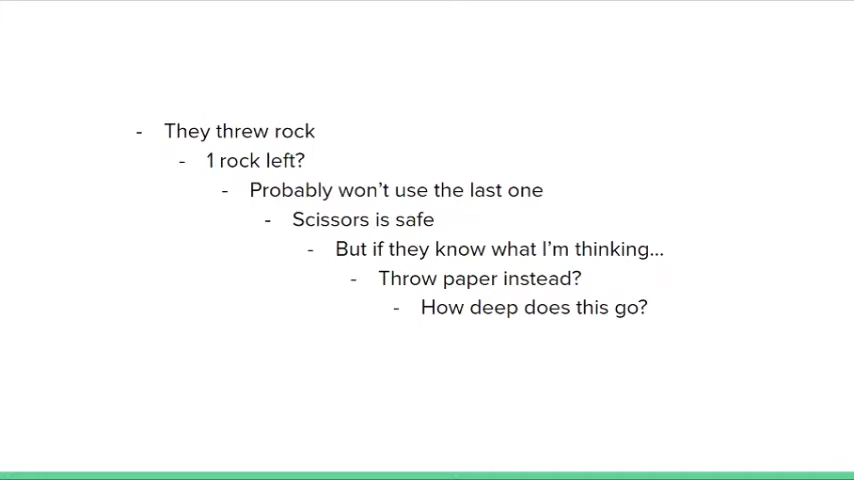 - They threw rock
- 1 rock left?
- Probably won't use the last one
- Scissors is safe
- But if they know what I'm thinking...
- Throw paper instead?
- How deep does this go?